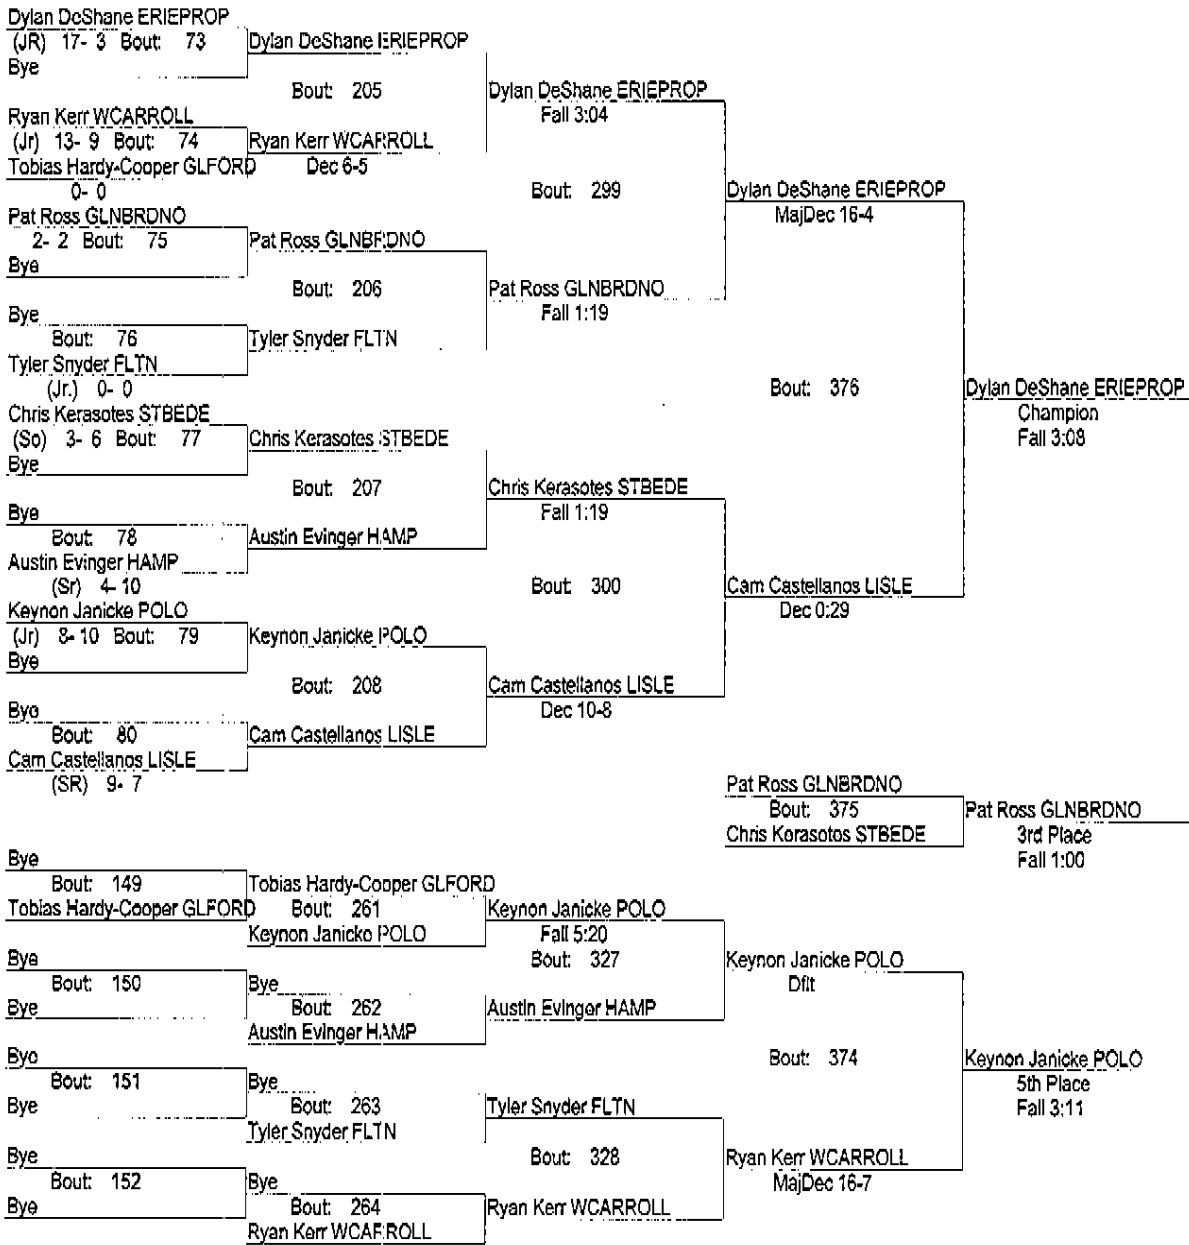 Dylan DeShane ERIEPROP
(JR) 17- 3 Bout: 73
Bye
Dylan DeShane ERIEPROP
Bout: 205
Ryan Kerr WCARROLL
(Jr) 13- 9 Bout: 74
Tobias Hardy-Cooper GLFORD
0- 0
Ryan Kerr WCARROLL
Dec 6-5
Dylan DeShane ERIEPROP
Fall 3:04
Bout: 299
Pat Ross GLNBRDNO
2- 2 Bout: 75
Bye
Pat Ross GLNBRDNO
Bout: 206
Bye
Bout: 76
Tyler Snyder FLTN
(Jr.) 0- 0
Tyler Snyder FLTN
Pat Ross GLNBRDNO
Fall 1:19
Dylan DeShane ERIEPROP
MajDec 16-4
Bout: 376
Chris Kerasotes STBEDE
(So) 3- 6 Bout: 77
Bye
Chris Kerasotes STBEDE
Bout: 207
Bye
Bout: 78
Austin Evinger HAMP
(Sr) 4- 10
Austin Evinger HAMP
Chris Kerasotes STBEDE
Fall 1:19
Bout: 300
Keynon Janicke POLO
(Jr) 8- 10 Bout: 79
Bye
Keynon Janicke POLO
Bout: 208
Bye
Bout: 80
Cam Castellanos LISLE
(SR) 9- 7
Cam Castellanos LISLE
Cam Castellanos LISLE
Dec 10-8
Cam Castellanos LISLE
Dec 0:29
Dylan DeShane ERIEPROP
Champion
Fall 3:08
Pat Ross GLNBRDNO
Bout: 375
Chris Kerasotes STBEDE
Pat Ross GLNBRDNO
3rd Place
Fall 1:00
Bye
Bout: 149
Tobias Hardy-Cooper GLFORD
Tobias Hardy-Cooper GLFORD
Bout: 261
Keynon Janicke POLO
Keynon Janicke POLO
Fall 5:20
Bout: 327
Bye
Bout: 150
Bye
Bye
Bout: 262
Austin Evinger HAMP
Austin Evinger HAMP
Keynon Janicke POLO
Dflt
Bout: 374
Bye
Bout: 151
Bye
Bye
Bout: 263
Tyler Snyder FLTN
Tyler Snyder FLTN
Bout: 328
Bye
Bout: 152
Bye
Bye
Bout: 264
Ryan Kerr WCARROLL
Ryan Kerr WCARROLL
Ryan Kerr WCARROLL
MajDec 16-7
Keynon Janicke POLO
5th Place
Fall 3:11